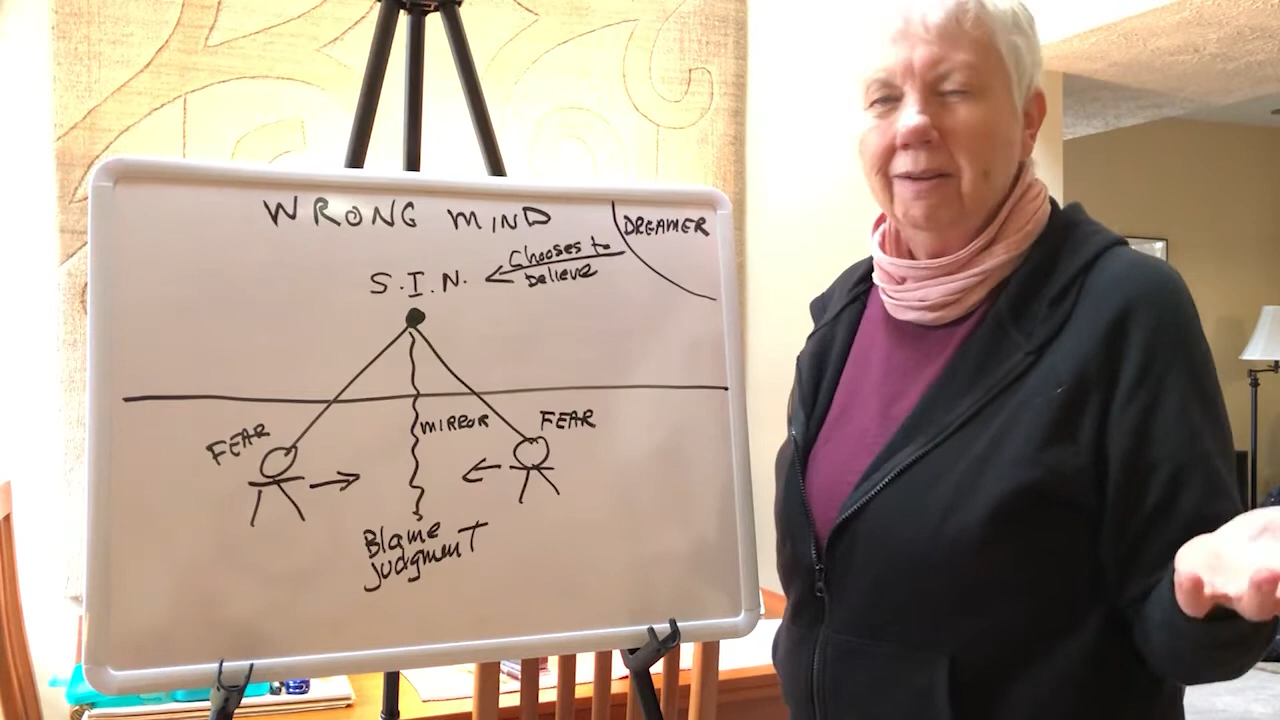 WRONG MIND
DREAMER
Chooses to
believe
S.I.N.
FEAR
MIRROR
FEAR
Blame
judgmenT